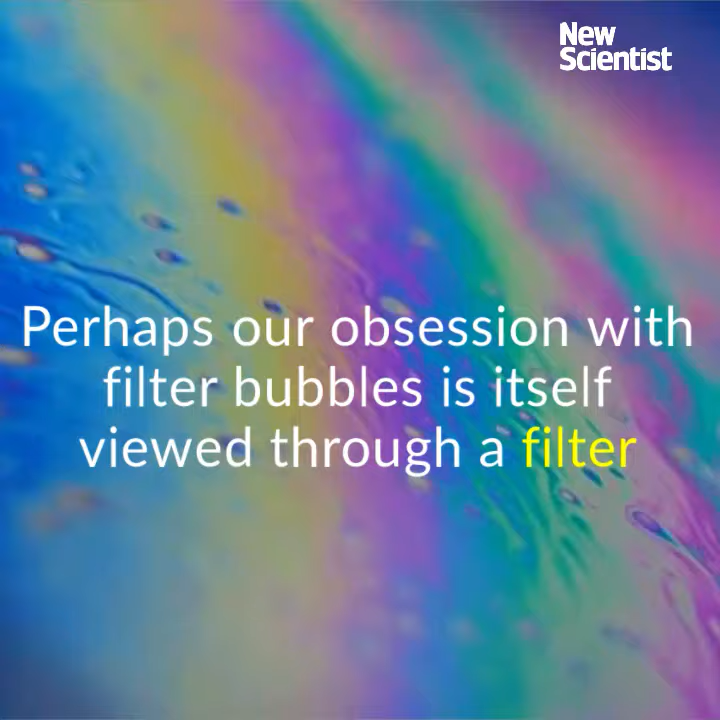 New
Scientist
Perhaps our obsession with
filter bubbles is itself
viewed through a filter